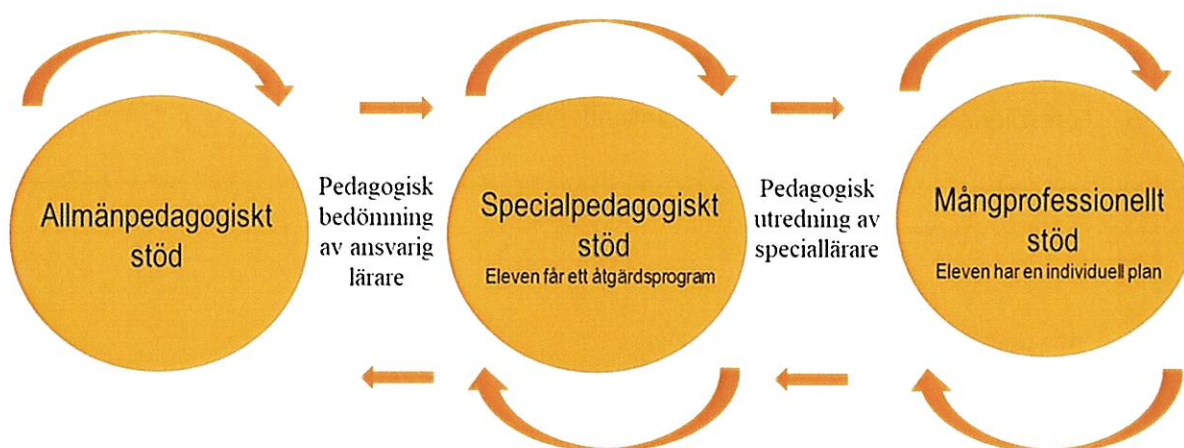 Allmänpedagogiskt
stöd
Pedagogisk
bedömning
av ansvarig
lärare
Specialpedagogiskt
stöd
Eleven får ett åtgärdsprogram
Pedagogisk
utredning av
speciallärare
Mångprofessionellt
stöd
Eleven har en individuell plan